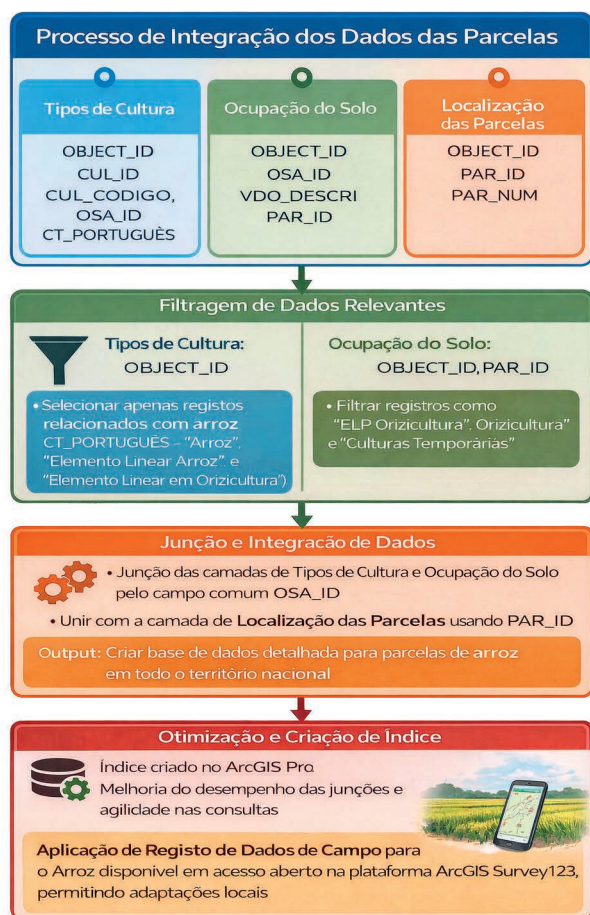 Processo de Integração dos Dados das Parcelas
Tipos de Cultura
OBJECT_ID
CUL_ID
CUL_CODIGO,
OSA_ID
CT_PORTUGUÈS
Ocupação do Solo
OBJECT_ID
OSA_ID
VDO_DESCRI
PAR_ID
Localização
das Parcelas
OBJECT_ID
PAR_ID
PAR_NUM
Filtragem de Dados Relevantes
Tipos de Cultura:
OBJECT_ID
• Selecionar apenas registos
relacionados com arroz
CT_PORTUGUÈS – "Arroz",
"Elemento Linear Arroz". e
"Elemento Linear em Orizicultura")
Ocupação do Solo:
OBJECT_ID, PAR_ID
• Filtrar registros como
"ELP Orizicultura", Orizicultura"
e "Culturas Temporàrias"
Junção e Integracão de Dados
• Junção das camadas de Tipos de Cultura e Ocupação do Solo
pelo campo comum OSA_ID
• Unir com a camada de Localização das Parcelas usando PAR_ID
Output: Criar base de dados detalhada para parcelas de arroz
em todo o território nacional
Otimização e Criação de Índice
Índice criado no ArcGIS Pro.
Melhoria do desempenho das junções e
agilidade nas consultas
Aplicação de Registo de Dados de Campo para
o Arroz disponivel em acesso aberto na plataforma ArcGIS Survey123,
permitindo adaptações locais